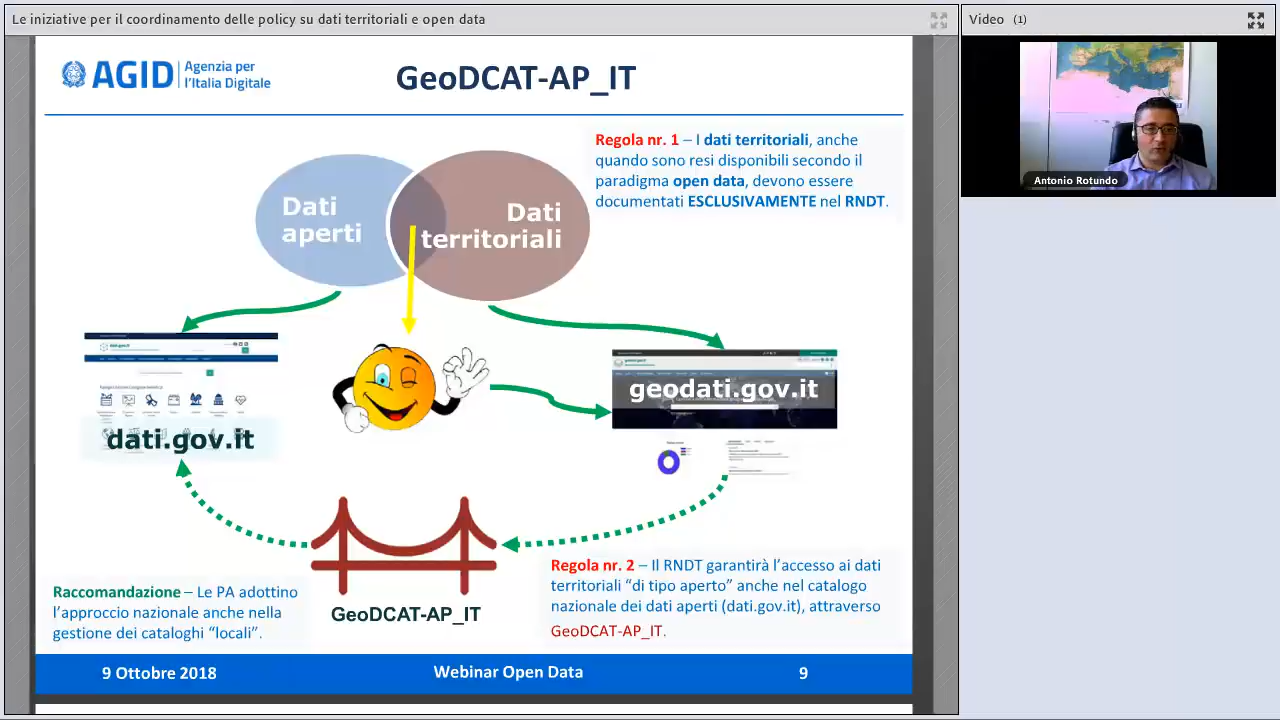 Le iniziative per il coordinamento delle policy su dati territoriali e open data
Video (1)
AGID
Agenzia per
l'Italia Digitale
GeoDCAT-AP_IT
Antonio Rotundo
Regola nr. 1 – I dati territoriali, anche
quando sono resi disponibili secondo il
paradigma open data, devono essere
documentati ESCLUSIVAMENTE nel RNDT.
Dati
aperti
Dati
territoriali
dati.gov.it
geodati.gov.it
GeoDCAT-AP_IT
Regola nr. 2 – Il RNDT garantirà l'accesso ai dati
territoriali “di tipo aperto” anche nel catalogo
nazionale dei dati aperti (dati.gov.it), attraverso
GeoDCAT-AP_IT.
Raccomandazione – Le PA adottino
l'approccio nazionale anche nella
gestione dei cataloghi “locali”.
9 Ottobre 2018
Webinar Open Data
9